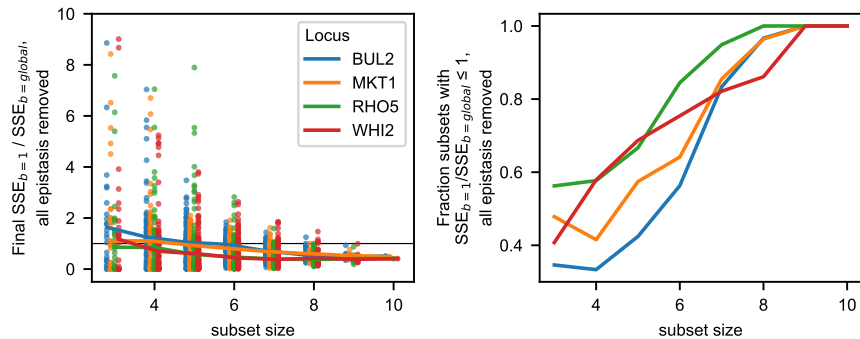 Final SSE_{b=1} / SSE_{b=global},
all epistasis removed
10
8
6
4
2
0
Locus
BUL2
MKT1
RHO5
WHI2
4
6
8
10
subset size
Fraction subsets with
SSE_{b=1}/SSE_{b=global} ≤ 1,
all epistasis removed
1.0
0.8
0.6
0.4
4
6
8
10
subset size